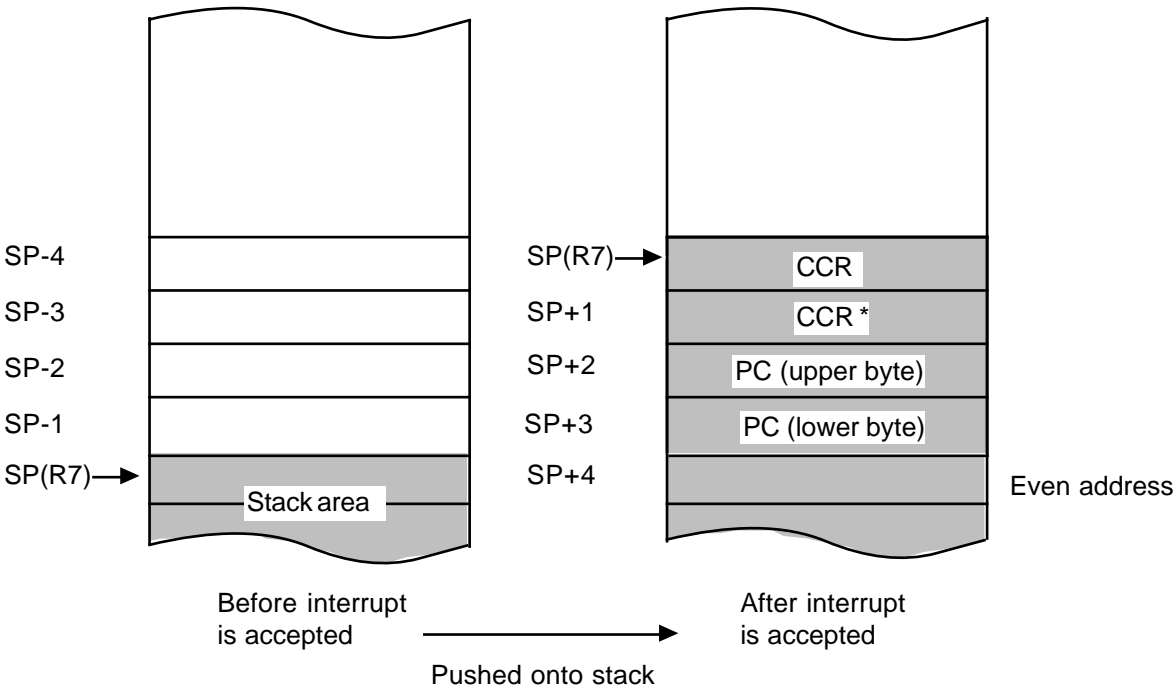 SP-4
SP-3
SP-2
SP-1
SP(R7)
Stack area
SP(R7)
SP+1
SP+2
SP+3
SP+4
CCR
CCR *
PC (upper byte)
PC (lower byte)
Even address
Before interrupt
is accepted
After interrupt
is accepted
Pushed onto stack